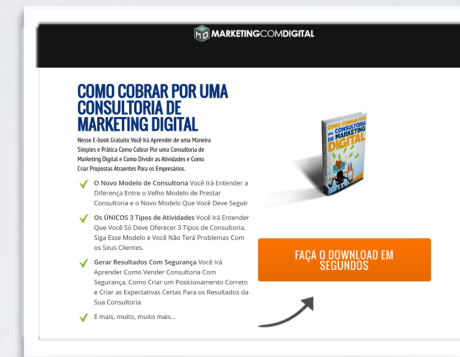 MARKETINGCOMDIGITAL
COMO COBRAR POR UMA
CONSULTORIA DE
MARKETING DIGITAL
Nesse E-book Gratuito Você Irá Aprender de uma Maneira
Simples e Prática Como Cobrar Por uma Consultoria de
Marketing Digital e Como Dividir as Atividades e Como
Criar Propostas Atraentes Para os Empresários.
O Novo Modelo de Consultoria Você Irá Entender a
Diferença Entre o Velho Modelo de Prestar
Consultoria e o Novo Modelo Que Você Deve Seguir
Os ÚNICOS 3 Tipos de Atividades Você Irá Entender
Que Você Só Deve Oferecer 3 Tipos de Consultoria,
Siga Esse Modelo e Você Não Terá Problemas Com
os Seus Clientes.
Gerar Resultados Com Segurança Você Irá
Aprender Como Vender Consultoria Com
Segurança, Como Criar um Posicionamento Correto
e Criar as Expectativas Certas Para os Resultados da
Sua Consultoria
E mais, muito, muito mais...
COMO COBRAR POR
UMA CONSULTORIA
DE MARKETING
DIGITAL
FAÇA O DOWNLOAD EM
SEGUNDOS